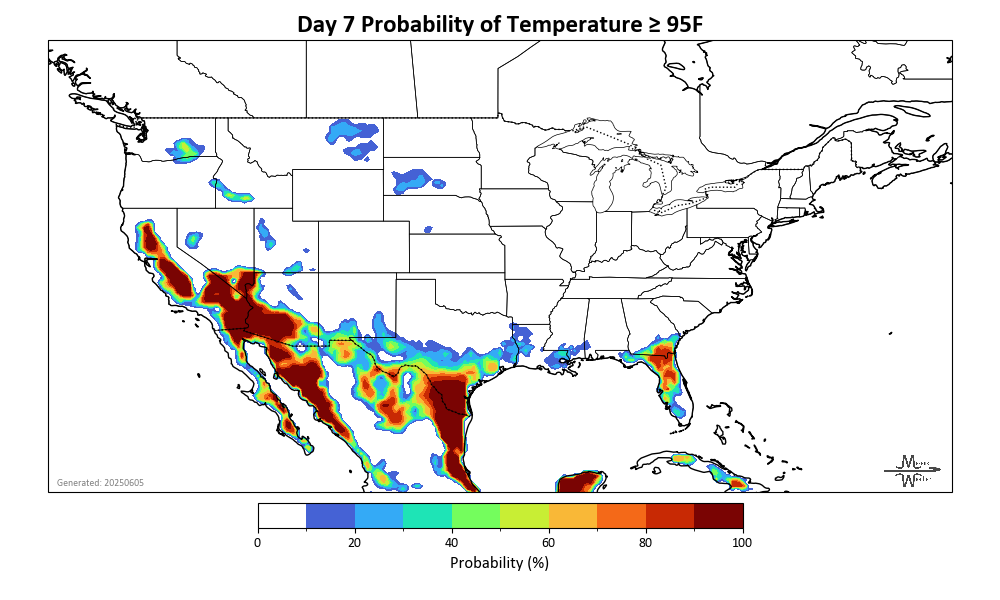 Day 7 Probability of Temperature ≥ 95F
Generated: 20250605
0 20 40 60 80 100
Probability (%)